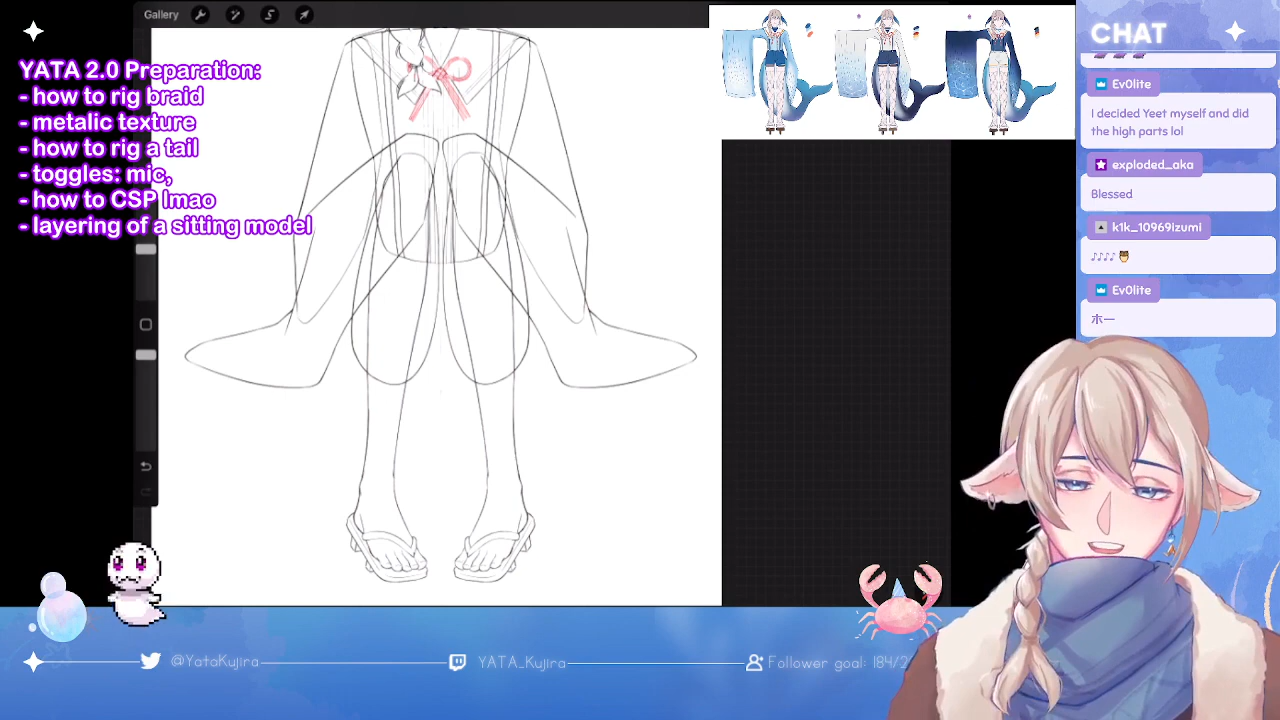 Gallery
YATA 2.0 Preparation:
- how to rig braid
- metalic texture
- how to rig a tail
- toggles: mic,
- how to CSP lmao
- layering of a sitting model
CHAT
Ev0lite
I decided Yeet myself and did
the high parts lol
exploded_aka
Blessed
k1k_10969Izumi
♪♪♪♪
Ev0lite
ホー
@YataKujira
YATA_Kujira
Follower goal: 184/2